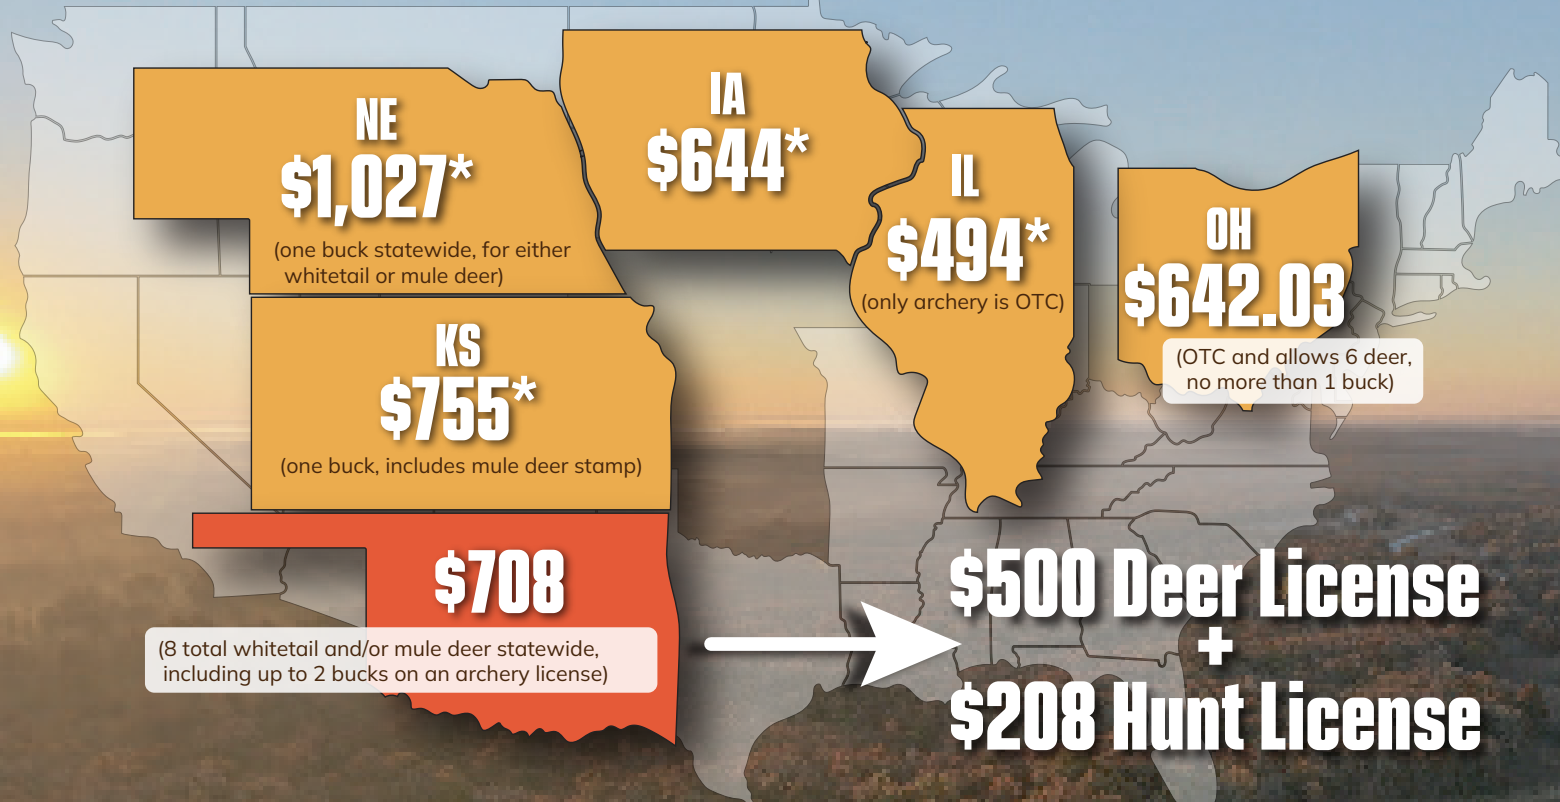 NE
$1,027*
(one buck statewide, for either
whitetail or mule deer)
IA
$644*
IL
$494*
(only archery is OTC)
OH
$642.03
(OTC and allows 6 deer,
no more than 1 buck)
KS
$755*
(one buck, includes mule deer stamp)
$708
(8 total whitetail and/or mule deer statewide,
including up to 2 bucks on an archery license)
$500 Deer License
+
$208 Hunt License